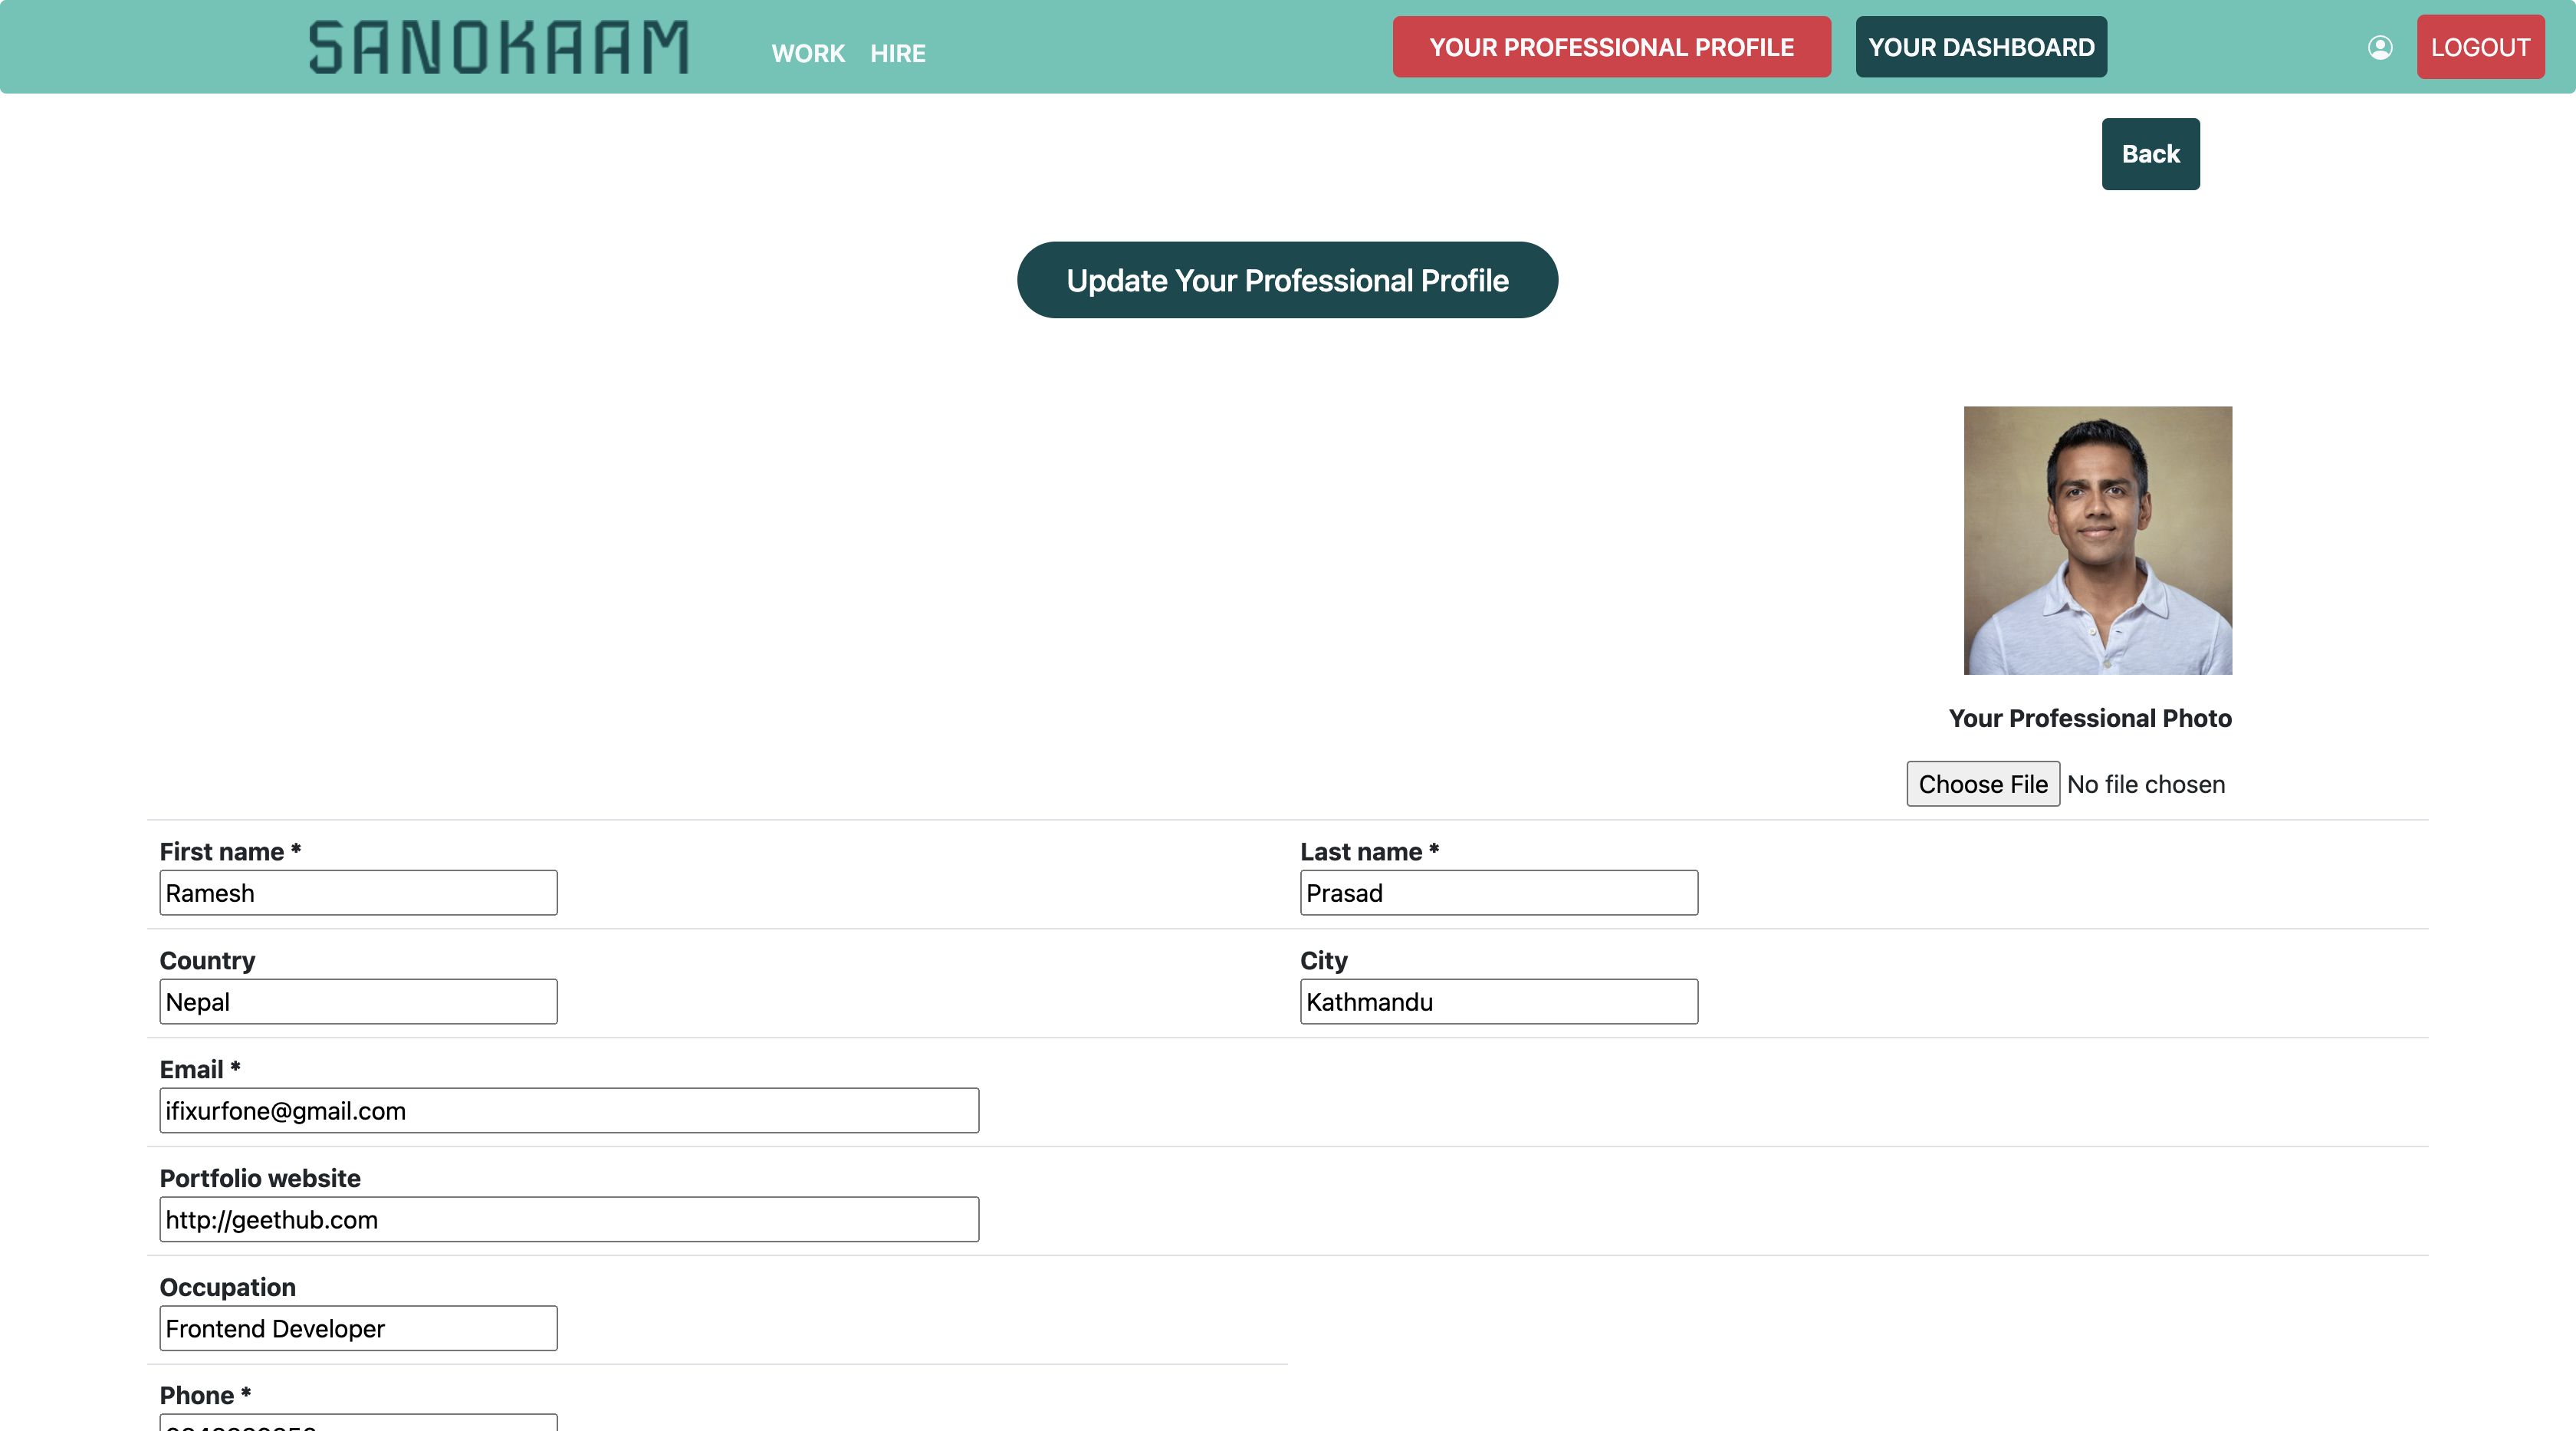 SANOKAAM WORK HIRE YOUR PROFESSIONAL PROFILE YOUR DASHBOARD LOGOUT
Back
Update Your Professional Profile
Your Professional Photo
Choose File No file chosen
First name * Last name *
Ramesh Prasad
Country City
Nepal Kathmandu
Email *
ifixurfone@gmail.com
Portfolio website
http://geethub.com
Occupation
Frontend Developer
Phone *